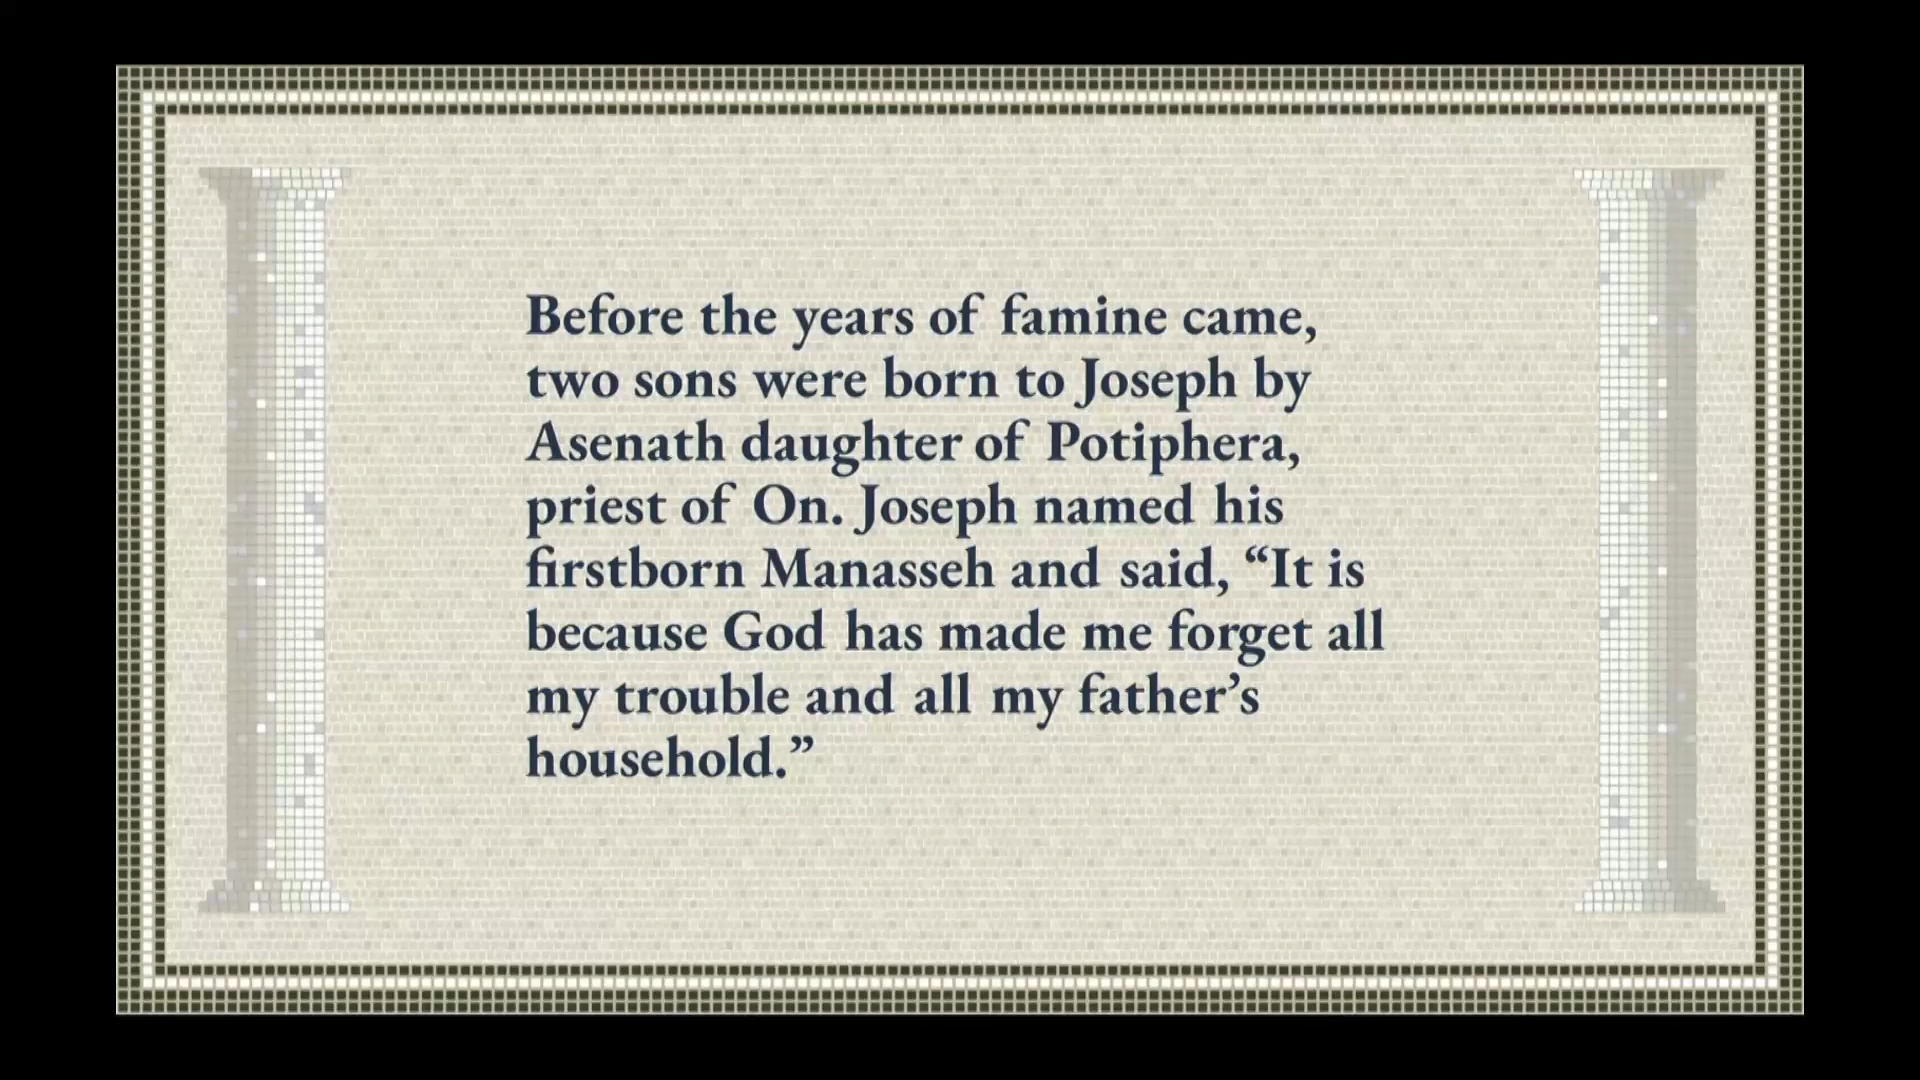 Before the years of famine came,
two sons were born to Joseph by
Asenath daughter of Potiphera,
priest of On. Joseph named his
firstborn Manasseh and said, “It is
because God has made me forget all
my trouble and all my father’s
household.”